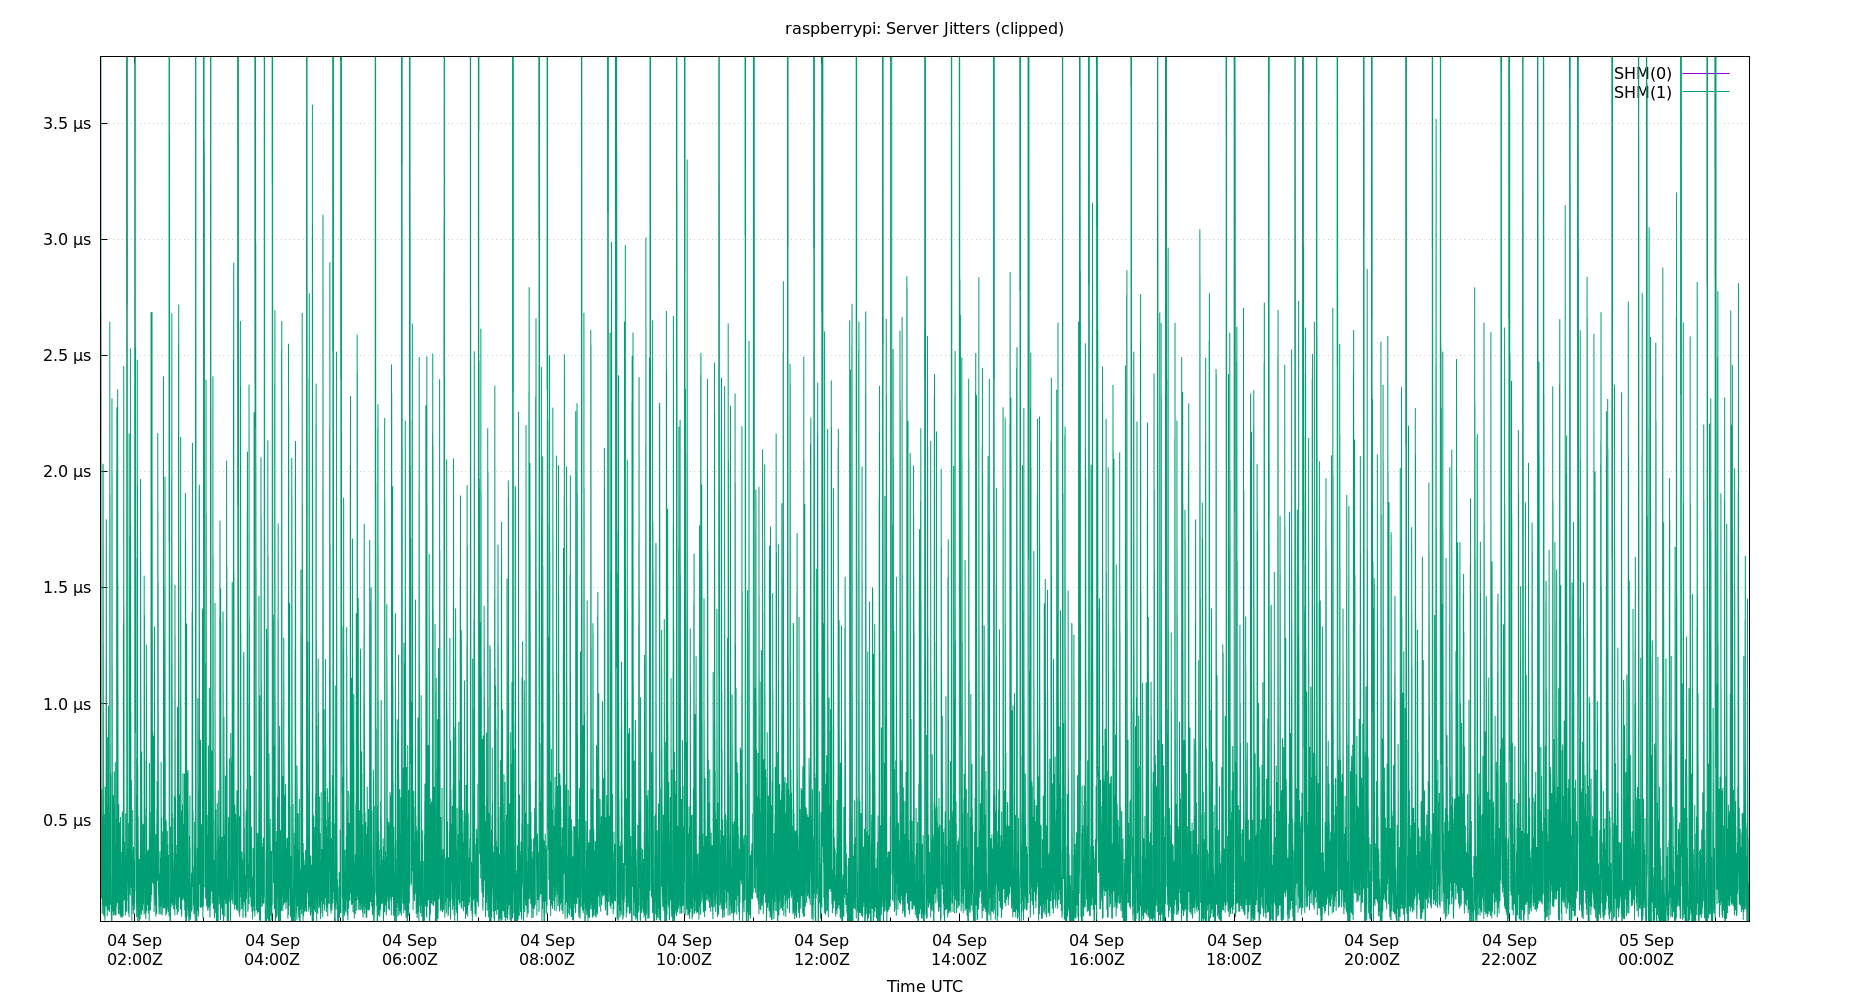 raspberrypi: Server Jitters (clipped)
SHM(0)
SHM(1)
3.5 µs
3.0 µs
2.5 µs
2.0 µs
1.5 µs
1.0 µs
0.5 µs
04 Sep 04 Sep 04 Sep 04 Sep 04 Sep 04 Sep 04 Sep 04 Sep 04 Sep 04 Sep 04 Sep 05 Sep
02:00Z 04:00Z 06:00Z 08:00Z 10:00Z 12:00Z 14:00Z 16:00Z 18:00Z 20:00Z 22:00Z 00:00Z
Time UTC